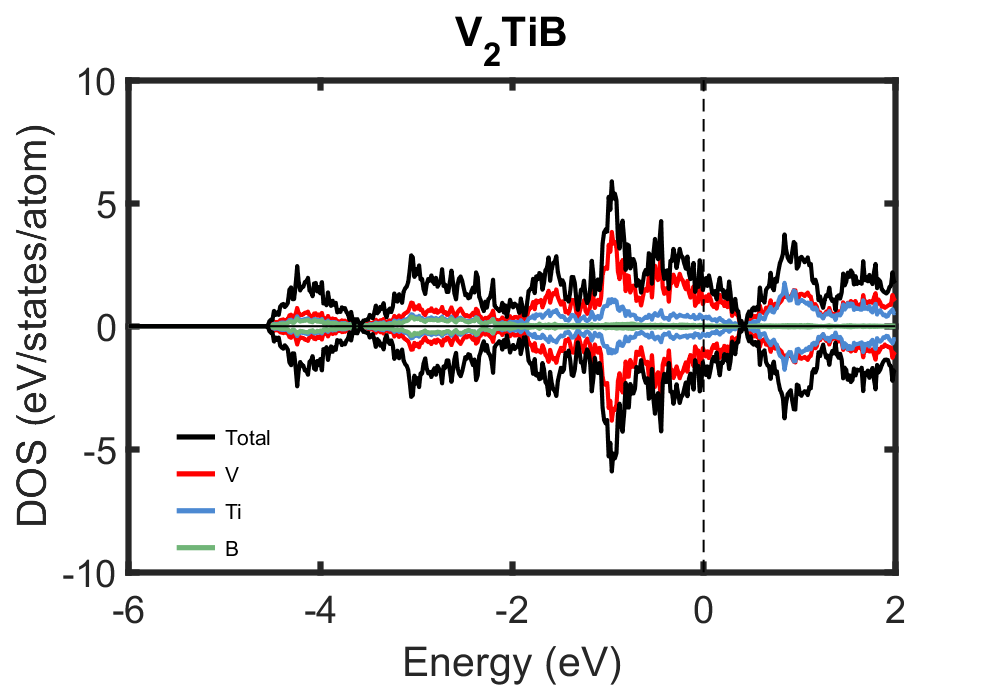 V2TiB
10
5
0
-5
-10
DOS (eV/states/atom)
Total
V
Ti
B
-6 -4 -2 0 2
Energy (eV)